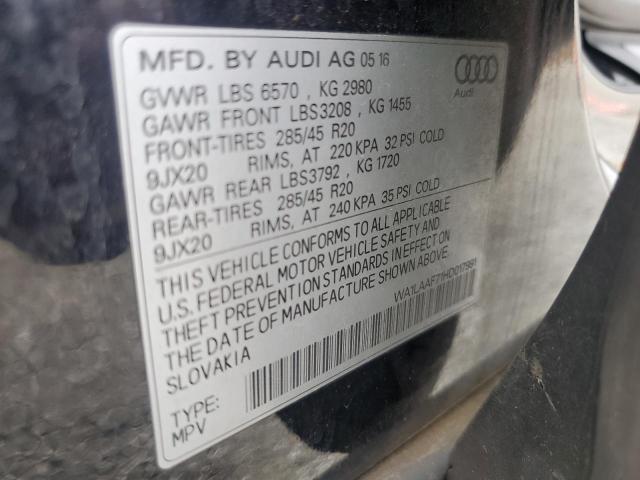 MFD. BY AUDI AG 05 16
Audi
GVWR LBS 6570 , KG 2980
GAWR FRONT LBS3208 , KG 1455
FRONT-TIRES 285/45 R20
9JX20 RIMS, AT 220 KPA 32 PSI COLD
GAWR REAR LBS3792 , KG 1720
REAR-TIRES 285/45 R20
9JX20 RIMS, AT 240 KPA 35 PSI COLD
THIS VEHICLE CONFORMS TO ALL APPLICABLE
U.S. FEDERAL MOTOR VEHICLE SAFETY AND
THEFT PREVENTION STANDARDS IN EFFECT ON
THE DATE OF MANUFACTURE SHOWN ABOVE.
SLOVAKIA
WA1LAAF71HD017991
TYPE:
MPV